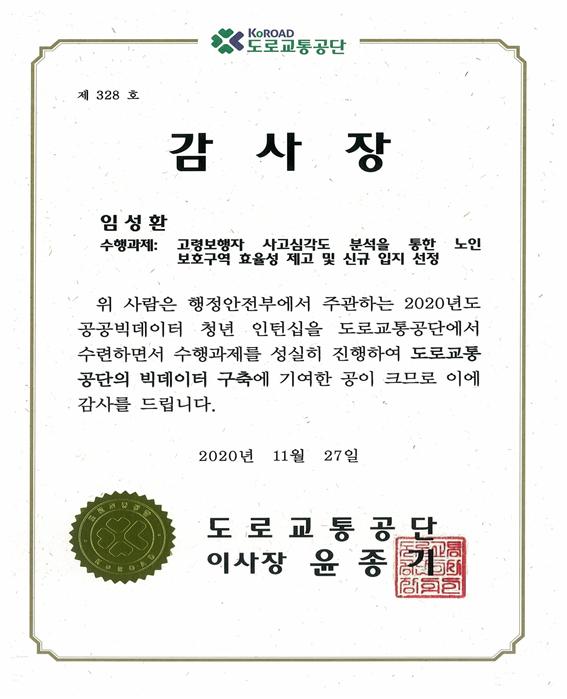 KoROAD
도로교통공단
제 328 호
감 사 장
임성환
수행과제: 고령보행자 사고심각도 분석을 통한 노인
보호구역 효율성 제고 및 신규 입지 선정
위 사람은 행정안전부에서 주관하는 2020년도
공공빅데이터 청년 인턴십을 도로교통공단에서
수련하면서 수행과제를 성실히 진행하여 도로교통
공단의 빅데이터 구축에 기여한 공이 크므로 이에
감사를 드립니다.
2020년 11월 27일
도로교통공단
이사장 윤종기
KOROAD